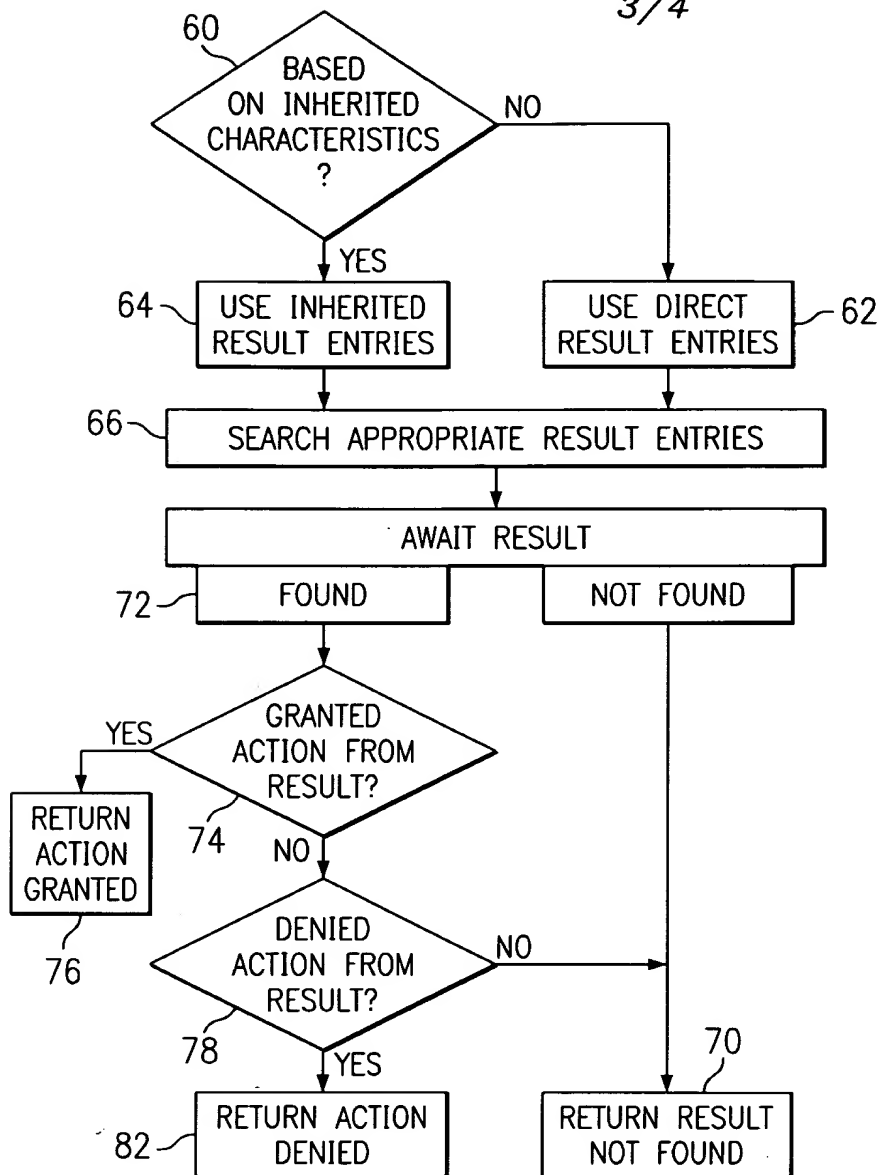 3/4
60
BASED
ON INHERITED
CHARACTERISTICS
?
NO
YES
64
USE INHERITED
RESULT ENTRIES
USE DIRECT
RESULT ENTRIES
62
66
SEARCH APPROPRIATE RESULT ENTRIES
AWAIT RESULT
72
FOUND
NOT FOUND
YES
GRANTED
ACTION FROM
RESULT?
74
RETURN
ACTION
GRANTED
76
NO
DENIED
ACTION FROM
RESULT?
NO
78
YES
70
82
RETURN ACTION
DENIED
RETURN RESULT
NOT FOUND